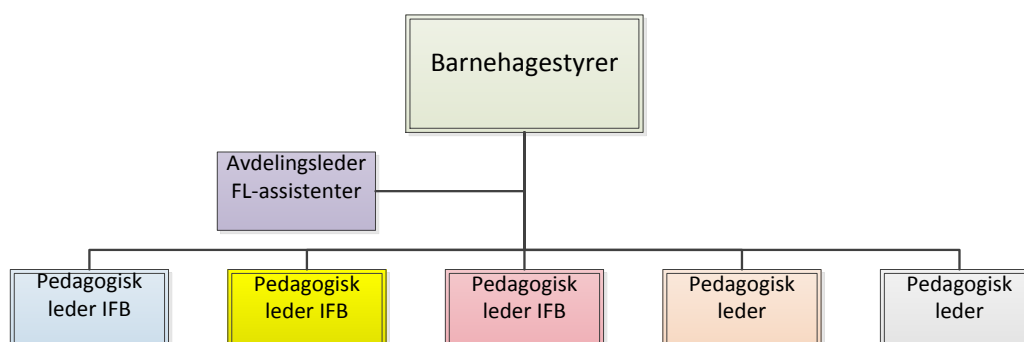 Barnehagestyrer
Avdelingsleder
FL-assistenter
Pedagogisk
leder IFB
Pedagogisk
leder IFB
Pedagogisk
leder IFB
Pedagogisk
leder
Pedagogisk
leder